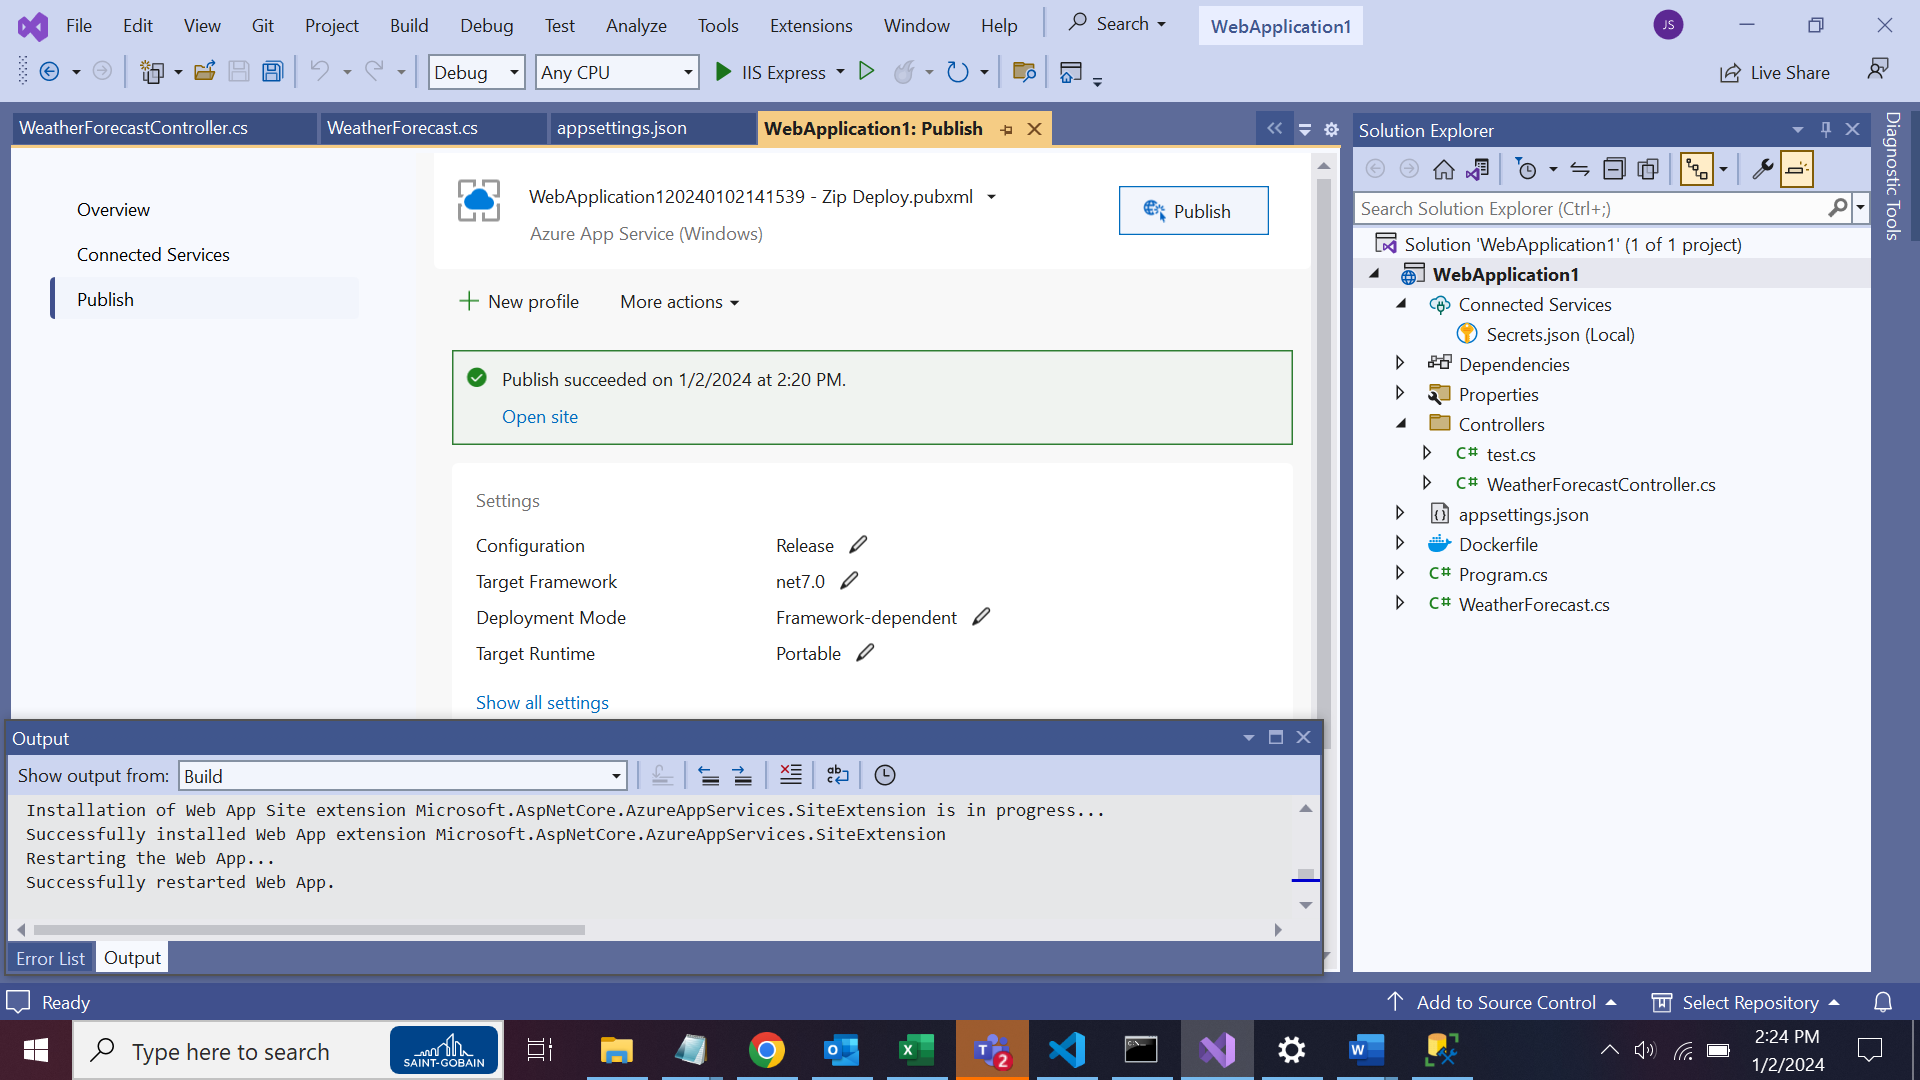 File Edit View Git Project Build Debug Test Analyze Tools Extensions Window Help Search WebApplication1 JS
Debug Any CPU IIS Express Live Share
WeatherForecastController.cs WeatherForecast.cs appsettings.json WebApplication1: Publish
Overview
Connected Services
Publish
WebApplication120240102141539 - Zip Deploy.pubxml
Azure App Service (Windows)
Publish
New profile More actions
Publish succeeded on 1/2/2024 at 2:20 PM.
Open site
Settings
Configuration Release
Target Framework net7.0
Deployment Mode Framework-dependent
Target Runtime Portable
Show all settings
Solution Explorer
Search Solution Explorer (Ctrl+;)
Solution 'WebApplication1' (1 of 1 project)
WebApplication1
Connected Services
Secrets.json (Local)
Dependencies
Properties
Controllers
C# test.cs
C# WeatherForecastController.cs
appsettings.json
Dockerfile
C# Program.cs
C# WeatherForecast.cs
Diagnostic Tools
Output
Show output from: Build
Installation of Web App Site extension Microsoft.AspNetCore.AzureAppServices.SiteExtension is in progress...
Successfully installed Web App extension Microsoft.AspNetCore.AzureAppServices.SiteExtension
Restarting the Web App...
Successfully restarted Web App.
Error List Output
Ready Add to Source Control Select Repository
Type here to search SAINT-GOBAIN 2:24 PM
1/2/2024